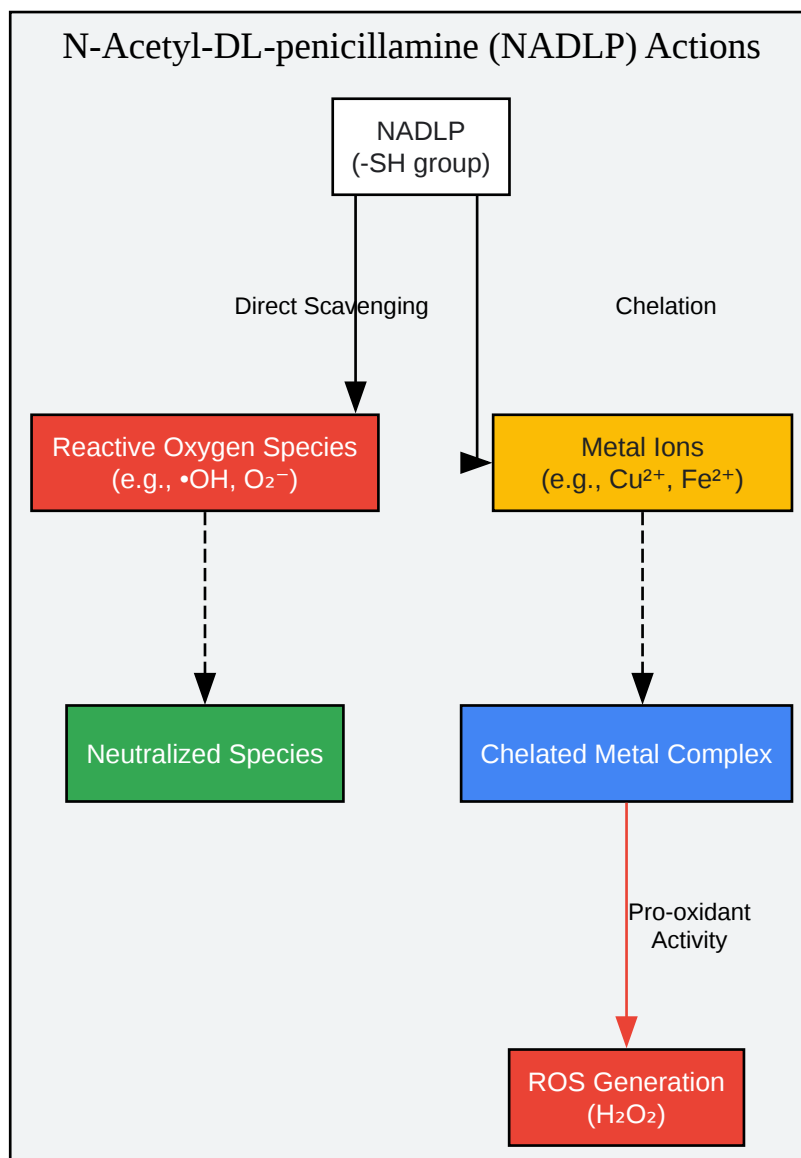 N-Acetyl-DL-penicillamine (NADLP) Actions
NADLP
(-SH group)
Direct Scavenging
Chelation
Reactive Oxygen Species
(e.g., •OH, O₂⁻)
Metal Ions
(e.g., Cu²⁺, Fe²⁺)
Neutralized Species
Chelated Metal Complex
Pro-oxidant
Activity
ROS Generation
(H₂O₂)